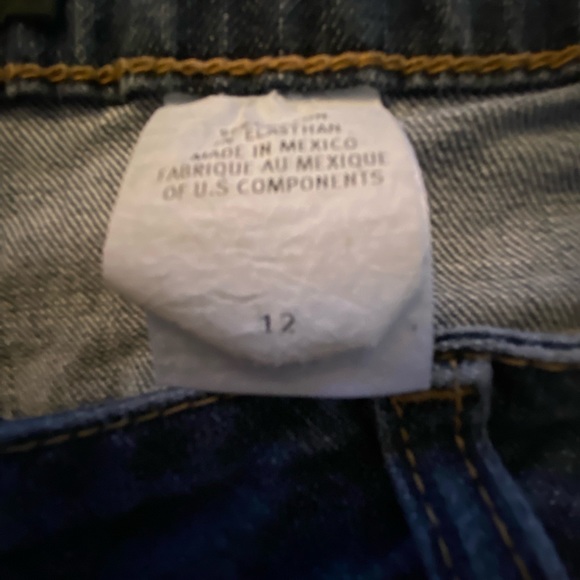 ELASTHAN
MADE IN MEXICO
FABRIQUE AU MEXIQUE
OF U.S COMPONENTS
12